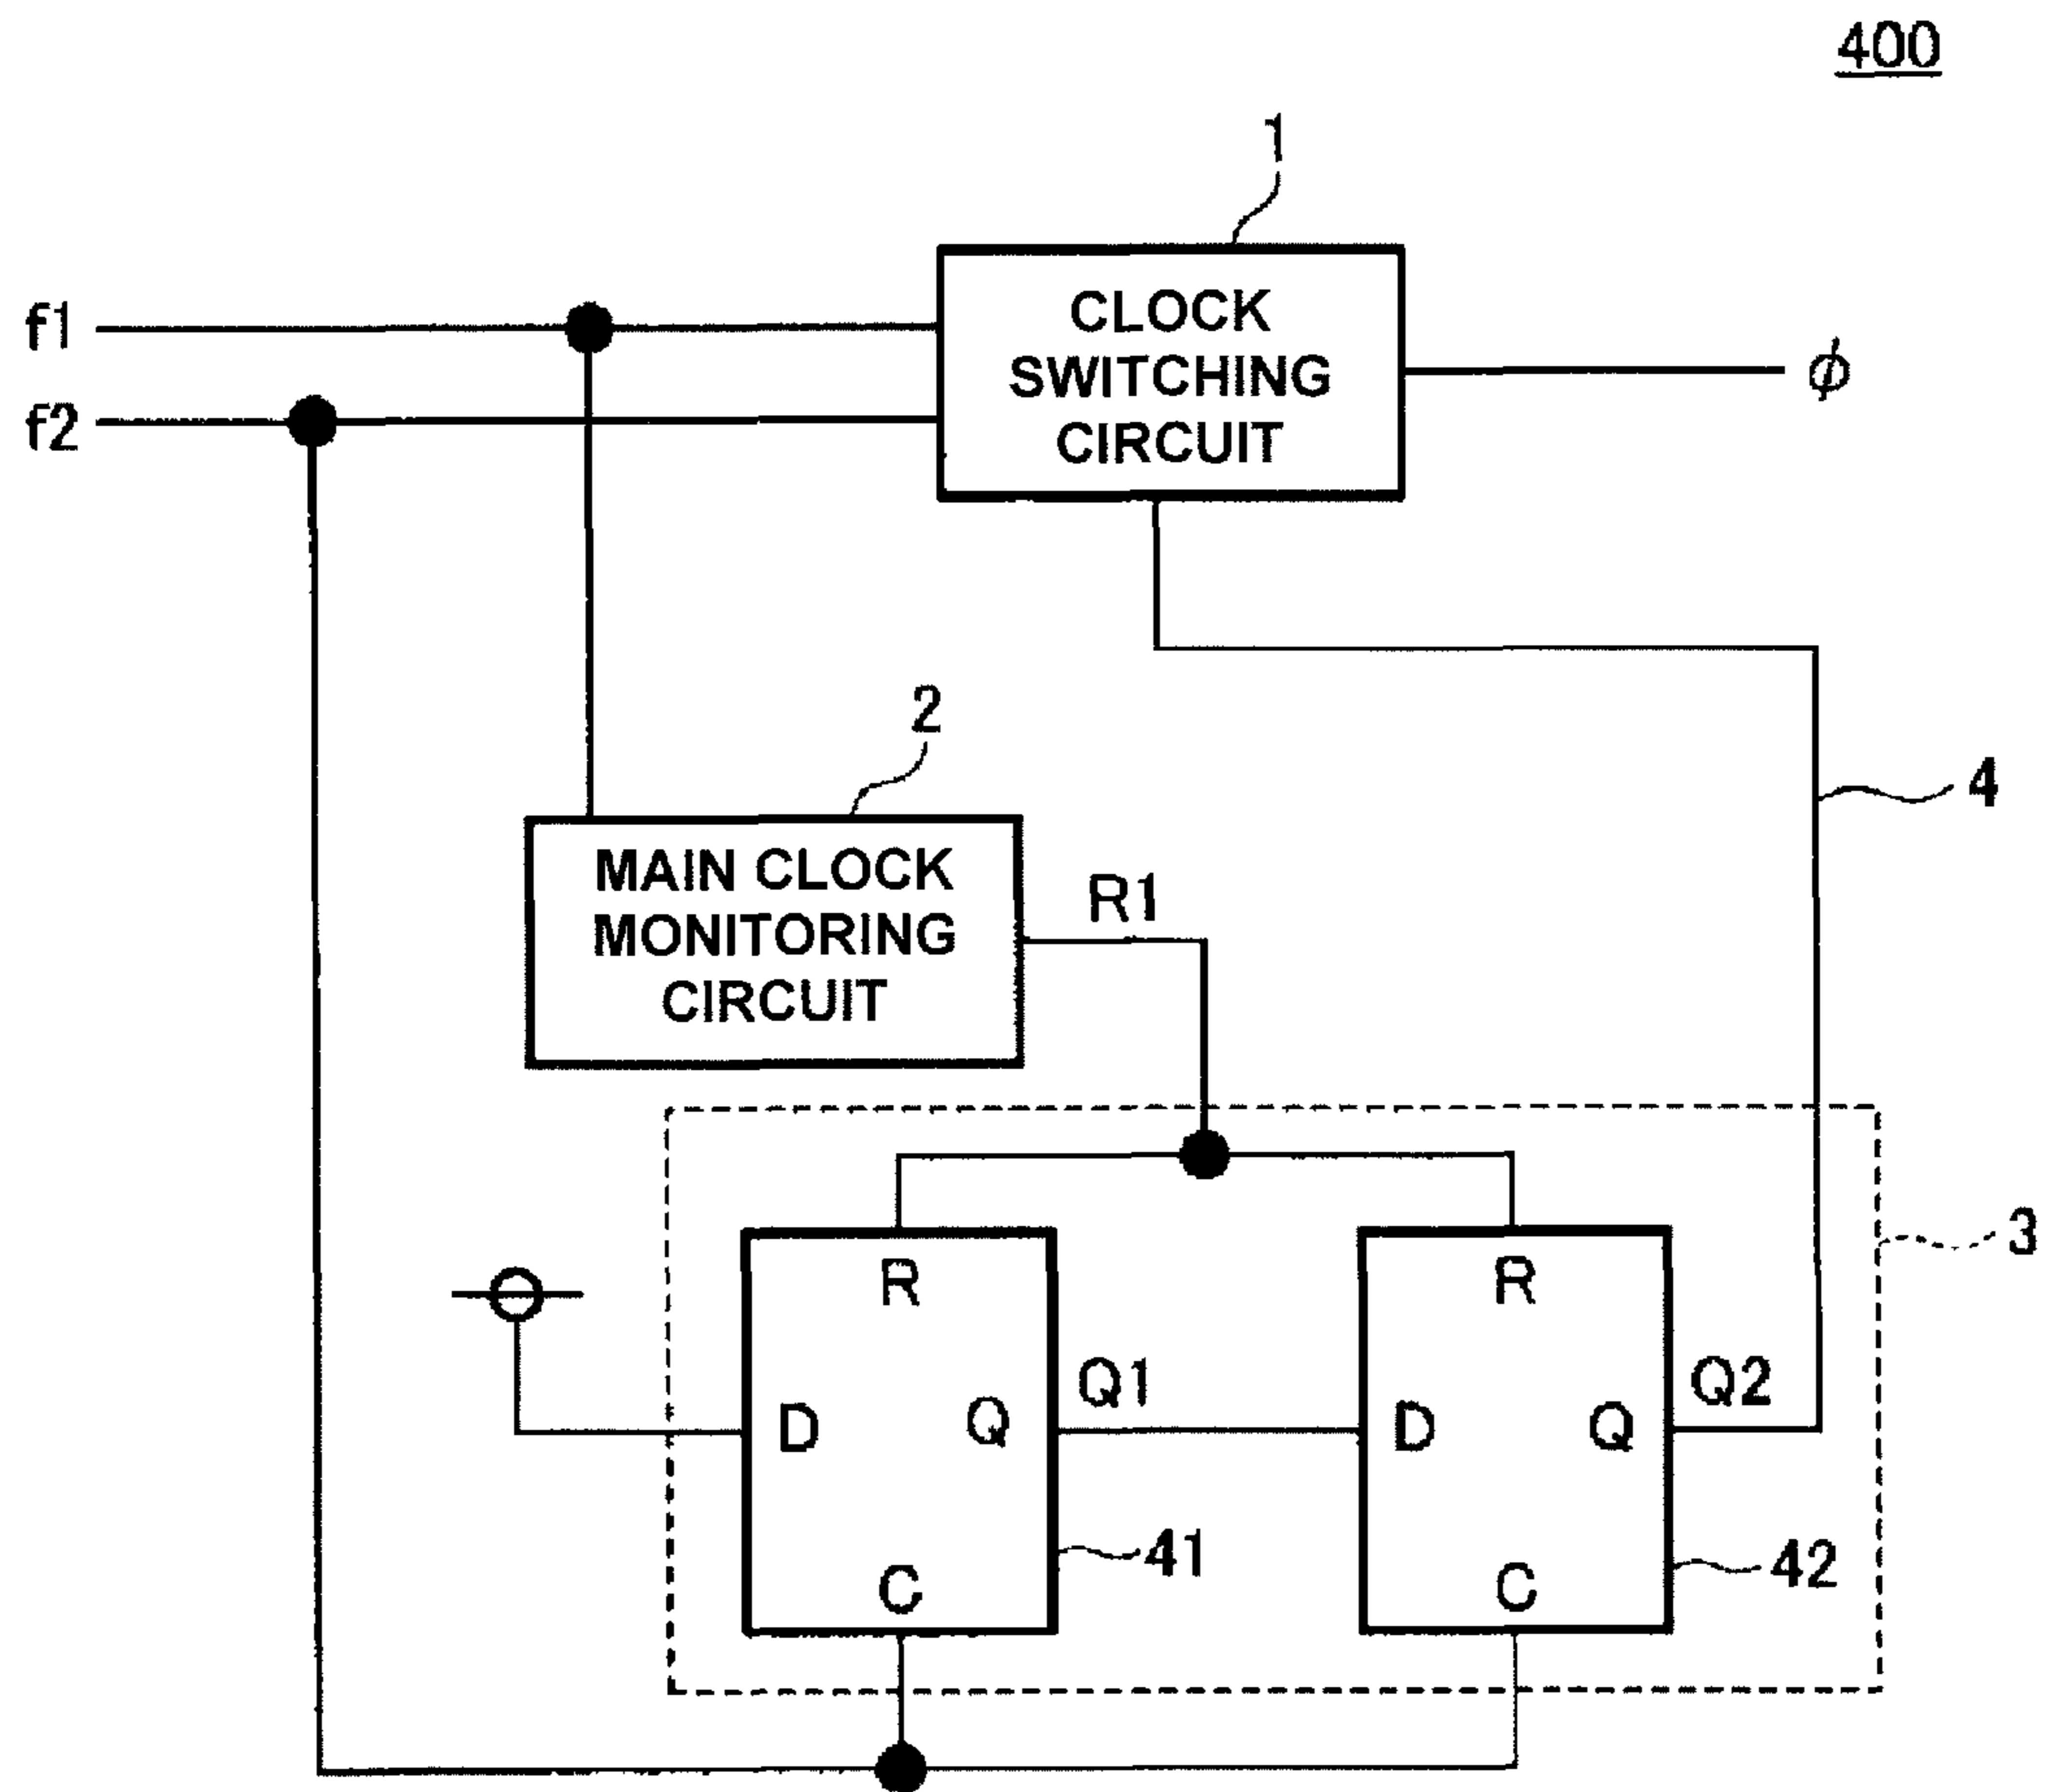 400
1
f1
f2
CLOCK
SWITCHING
CIRCUIT
ϕ
2
4
MAIN CLOCK
MONITORING
CIRCUIT
R1
3
R
R
D
Q
Q1
D
Q
Q2
C
41
C
42